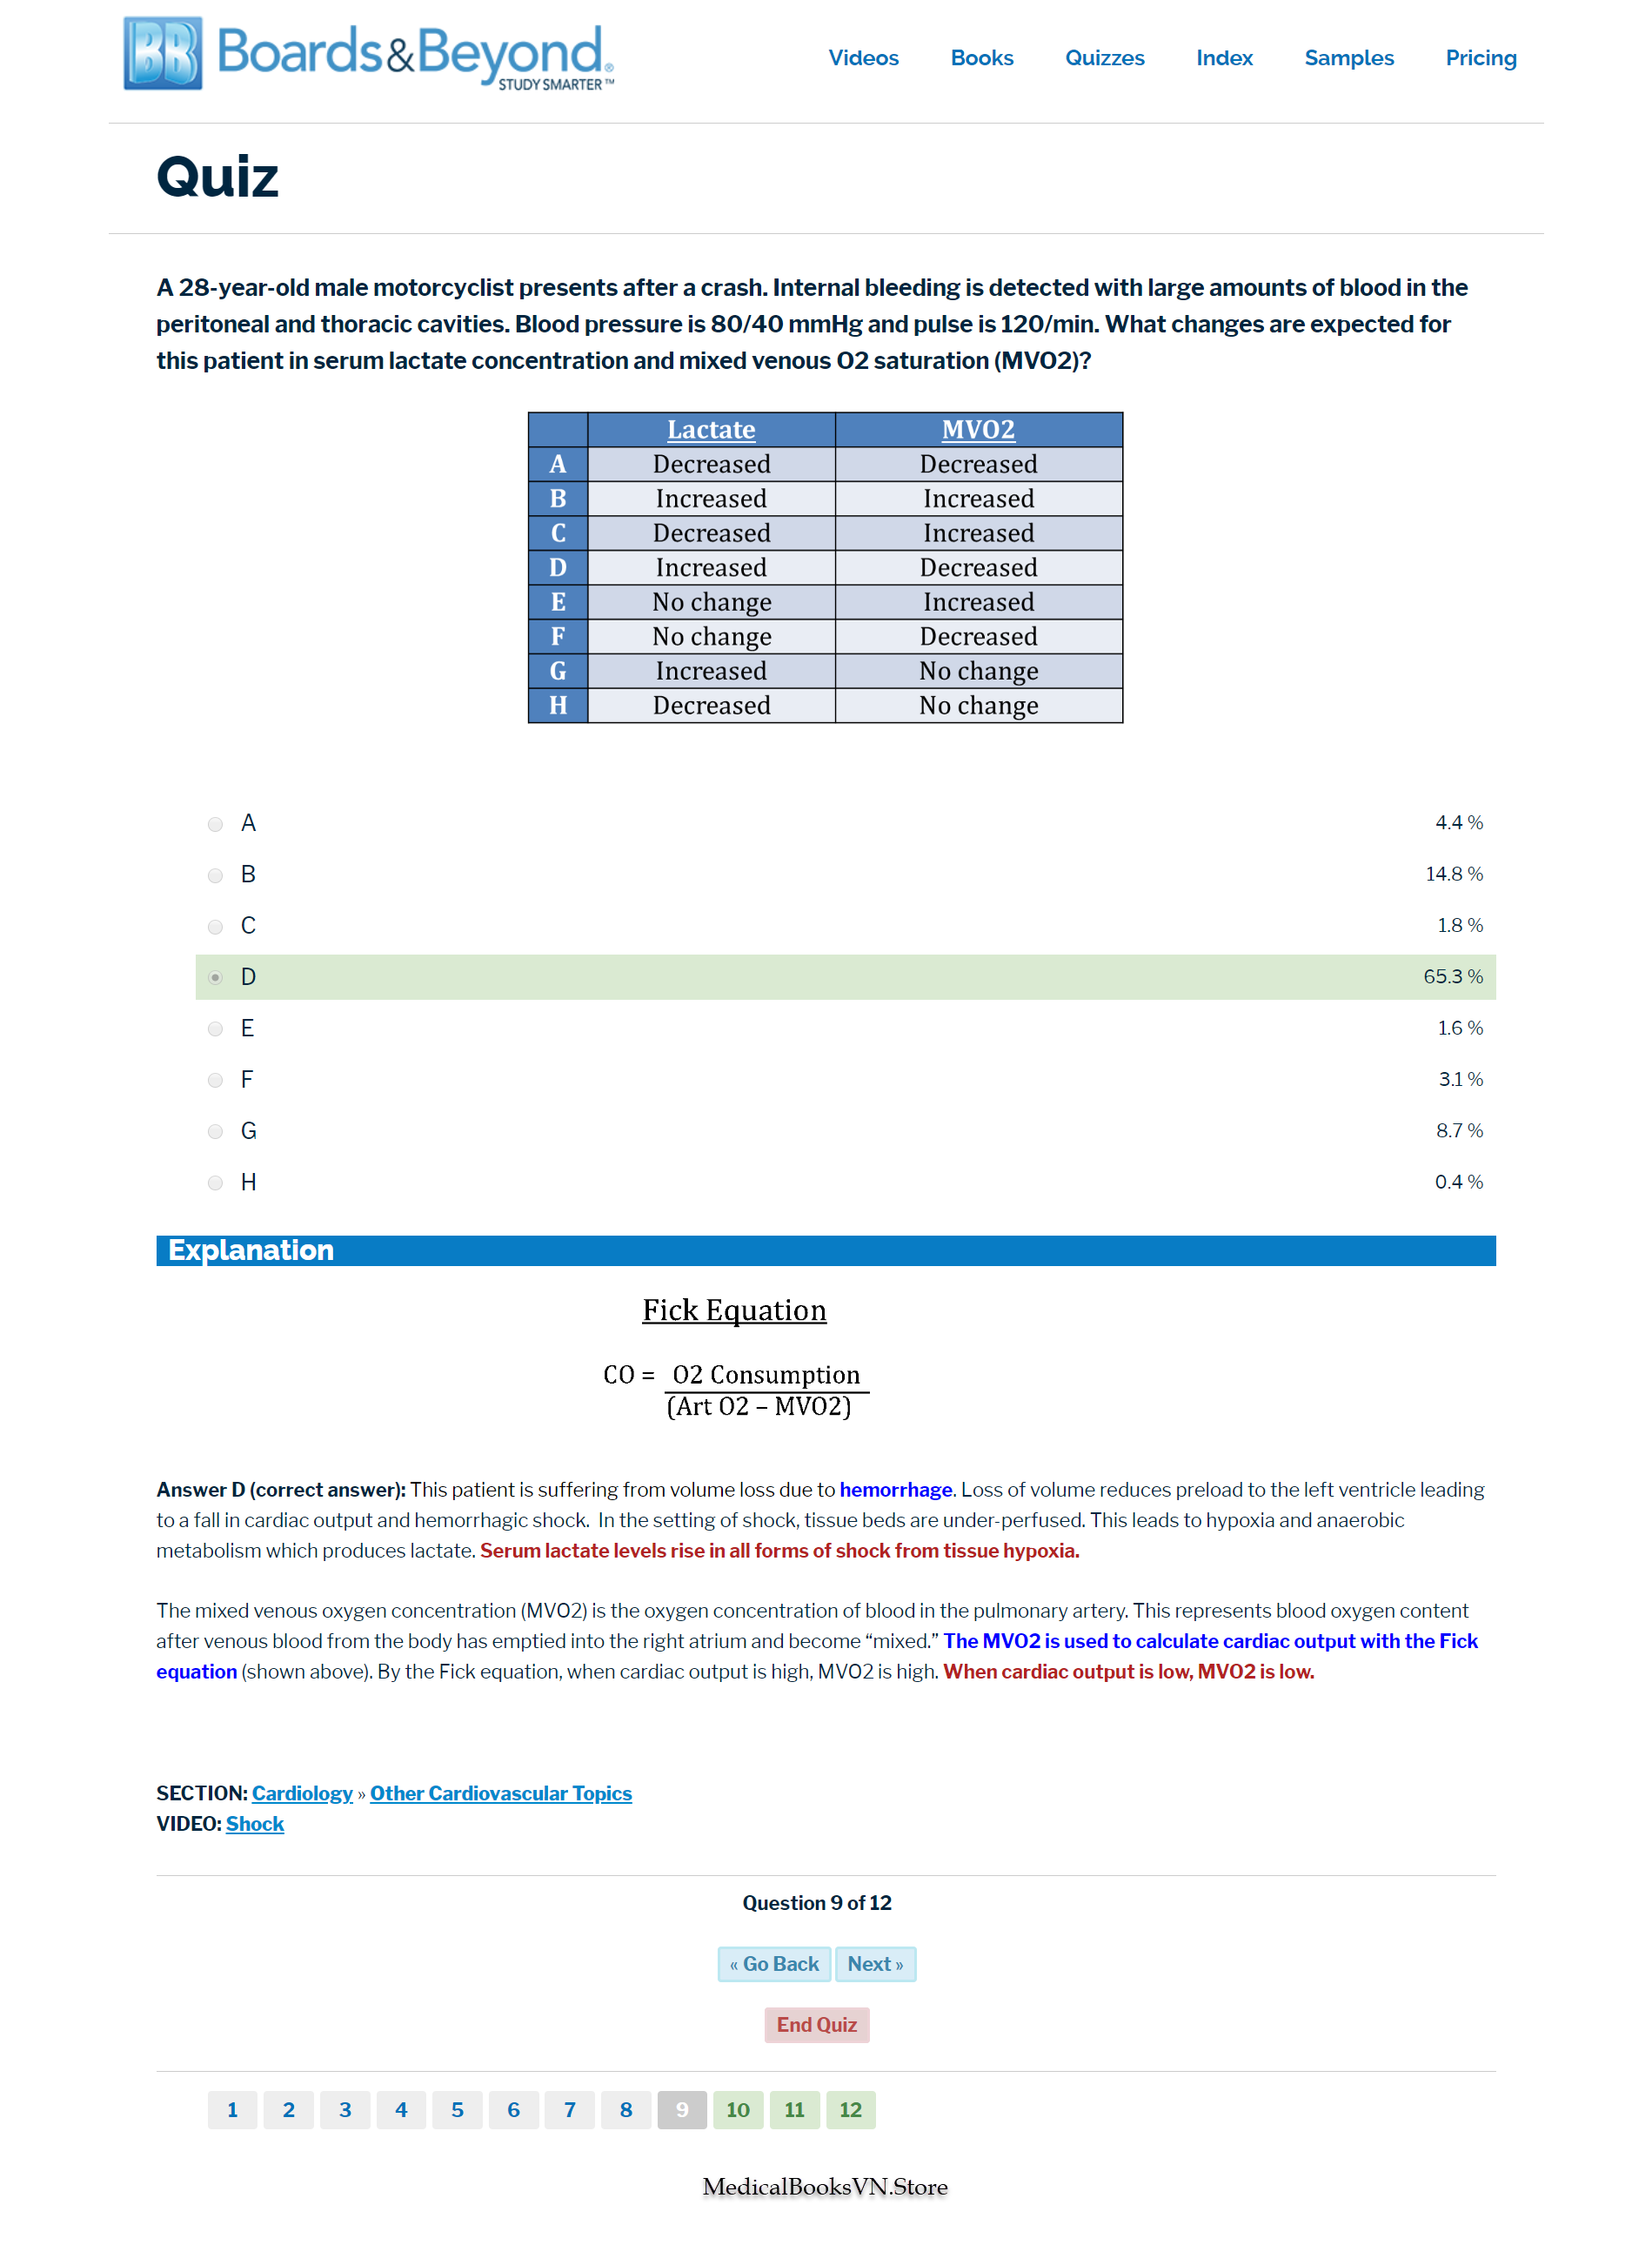 BB Boards&Beyond® STUDY SMARTER™
Videos Books Quizzes Index Samples Pricing
Quiz
A 28-year-old male motorcyclist presents after a crash. Internal bleeding is detected with large amounts of blood in the
peritoneal and thoracic cavities. Blood pressure is 80/40 mmHg and pulse is 120/min. What changes are expected for
this patient in serum lactate concentration and mixed venous O2 saturation (MVO2)?
Lactate MVO2
A Decreased Decreased
B Increased Increased
C Decreased Increased
D Increased Decreased
E No change Increased
F No change Decreased
G Increased No change
H Decreased No change
A 4.4 %
B 14.8 %
C 1.8 %
D 65.3 %
E 1.6 %
F 3.1 %
G 8.7 %
H 0.4 %
Explanation
Fick Equation
CO = O2 Consumption
(Art O2 – MVO2)
Answer D (correct answer): This patient is suffering from volume loss due to hemorrhage. Loss of volume reduces preload to the left ventricle leading
to a fall in cardiac output and hemorrhagic shock. In the setting of shock, tissue beds are under-perfused. This leads to hypoxia and anaerobic
metabolism which produces lactate. Serum lactate levels rise in all forms of shock from tissue hypoxia.
The mixed venous oxygen concentration (MVO2) is the oxygen concentration of blood in the pulmonary artery. This represents blood oxygen content
after venous blood from the body has emptied into the right atrium and become “mixed.” The MVO2 is used to calculate cardiac output with the Fick
equation (shown above). By the Fick equation, when cardiac output is high, MVO2 is high. When cardiac output is low, MVO2 is low.
SECTION: Cardiology » Other Cardiovascular Topics
VIDEO: Shock
Question 9 of 12
« Go Back Next »
End Quiz
1 2 3 4 5 6 7 8 9 10 11 12
MedicalBooksVN.Store